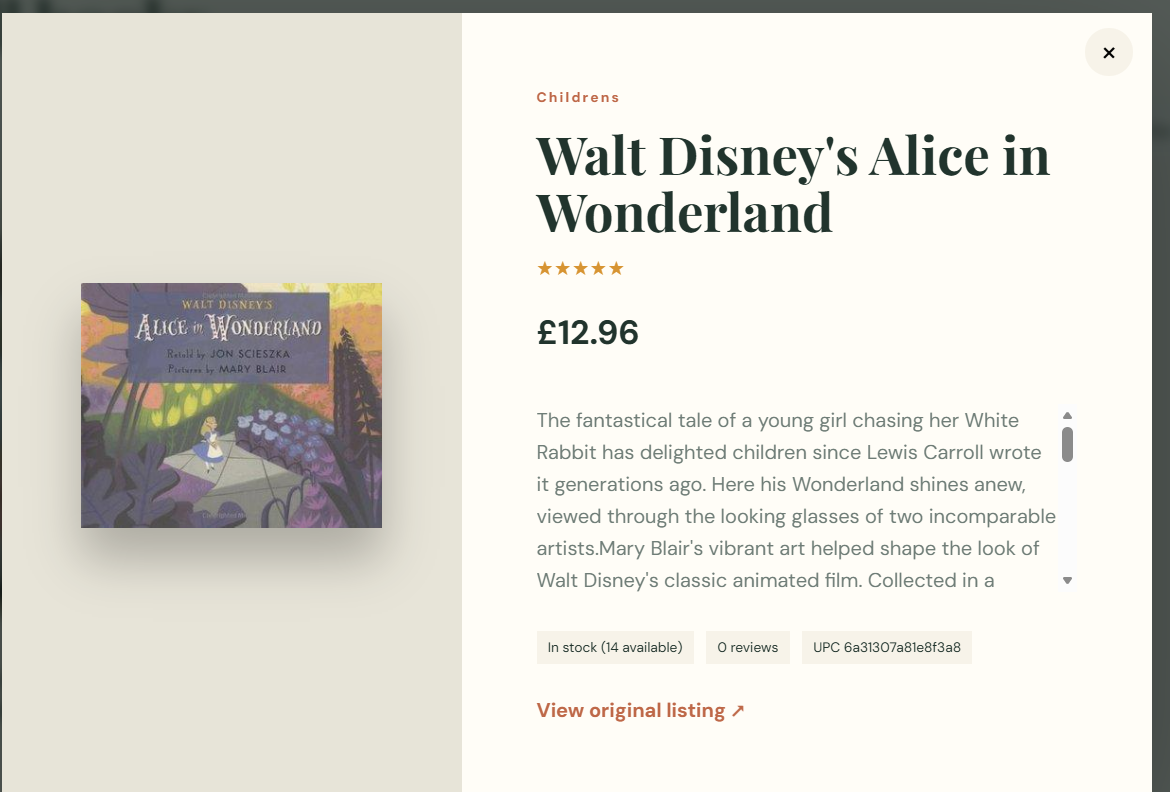 Childrens
Walt Disney's Alice in
Wonderland
★★★★★
£12.96
WALT DISNEY'S
ALICE in WONDERLAND
Retold by JON SCIESZKA
Pictures by MARY BLAIR
The fantastical tale of a young girl chasing her White
Rabbit has delighted children since Lewis Carroll wrote
it generations ago. Here his Wonderland shines anew,
viewed through the looking glasses of two incomparable
artists.Mary Blair's vibrant art helped shape the look of
Walt Disney's classic animated film. Collected in a
In stock (14 available)
0 reviews
UPC 6a31307a81e8f3a8
View original listing ↗